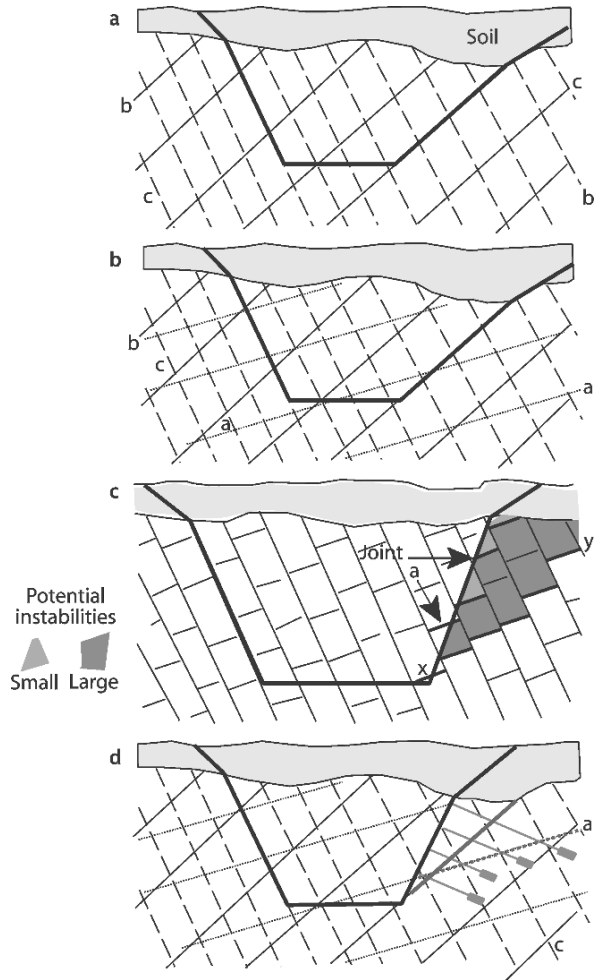 a
Soil
b
c
c
b
b
b
c
a
a
c
Joint
a
y
Potential
instabilities
x
Small Large
d
a
c